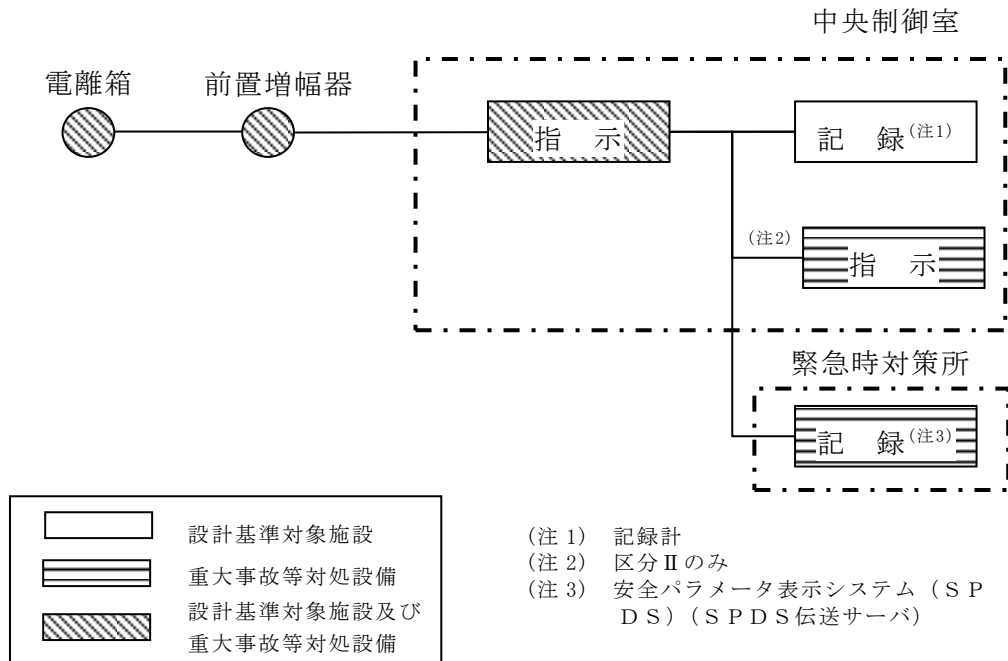 中央制御室
電離箱 前置増幅器
指 示 記 録(注1)
(注2)
指 示
緊急時対策所
記 録(注3)
設計基準対象施設
重大事故等対処設備
設計基準対象施設及び
重大事故等対処設備
(注 1) 記録計
(注 2) 区分Ⅱのみ
(注 3) 安全パラメータ表示システム(SP
DS)(SPDS伝送サーバ)